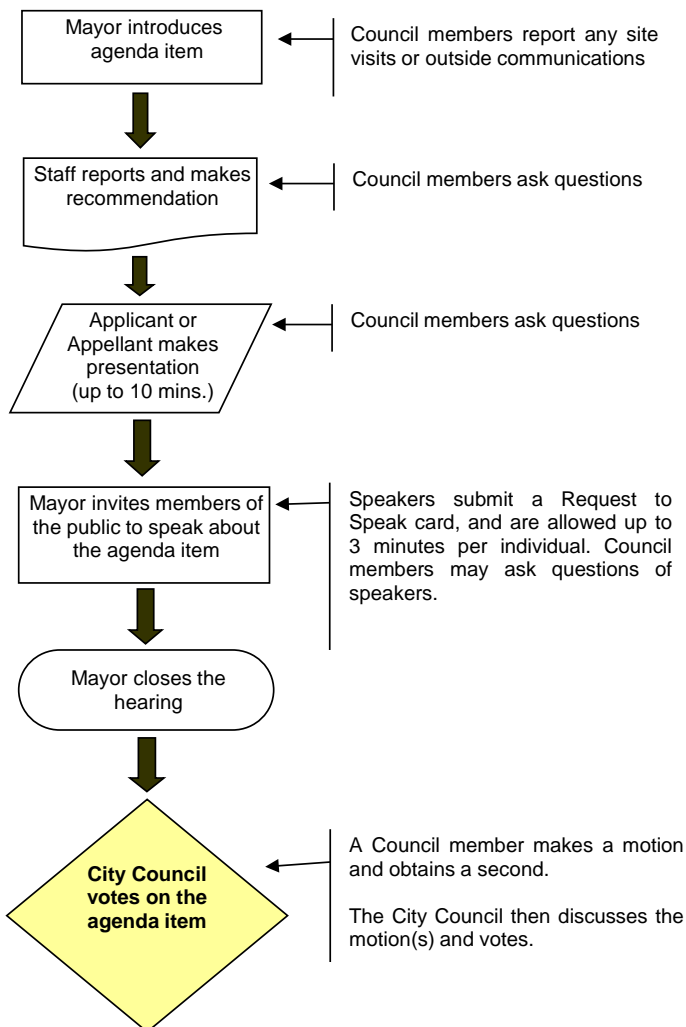 Mayor introduces
agenda item
Council members report any site
visits or outside communications
Staff reports and makes
recommendation
Council members ask questions
Applicant or
Appellant makes
presentation
(up to 10 mins.)
Council members ask questions
Mayor invites members of
the public to speak about
the agenda item
Speakers submit a Request to
Speak card, and are allowed up to
3 minutes per individual. Council
members may ask questions of
speakers.
Mayor closes the
hearing
City Council
votes on the
agenda item
A Council member makes a motion
and obtains a second.
The City Council then discusses the
motion(s) and votes.